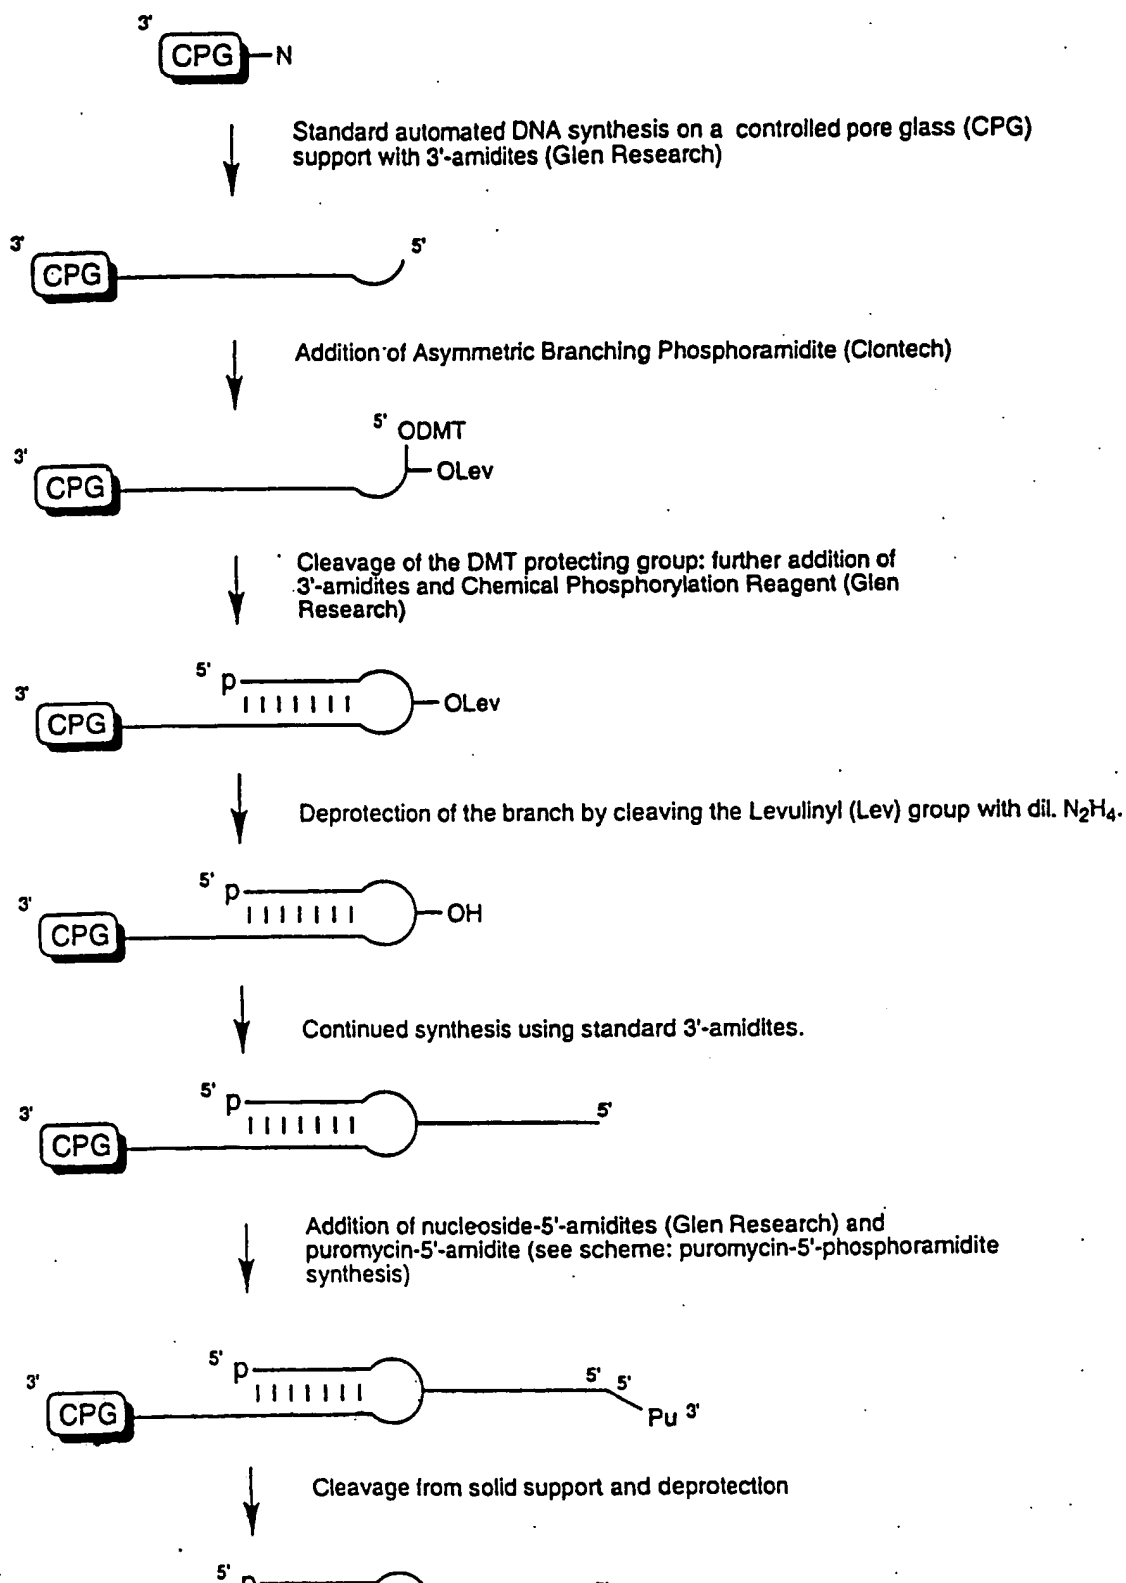 3'
CPG N
Standard automated DNA synthesis on a controlled pore glass (CPG)
support with 3'-amidites (Glen Research)
3' 5'
CPG
Addition of Asymmetric Branching Phosphoramidite (Clontech)
5' ODMT
3'
CPG OLev
Cleavage of the DMT protecting group: further addition of
3'-amidites and Chemical Phosphorylation Reagent (Glen
Research)
5' p
3'
CPG OLev
Deprotection of the branch by cleaving the Levulinyl (Lev) group with dil. N₂H₄.
5' p
3'
CPG OH
Continued synthesis using standard 3'-amidites.
5' p 5'
3'
CPG
Addition of nucleoside-5'-amidites (Glen Research) and
puromycin-5'-amidite (see scheme: puromycin-5'-phosphoramidite
synthesis)
5' p 5' 5'
3'
CPG Pu 3'
Cleavage from solid support and deprotection
5' p